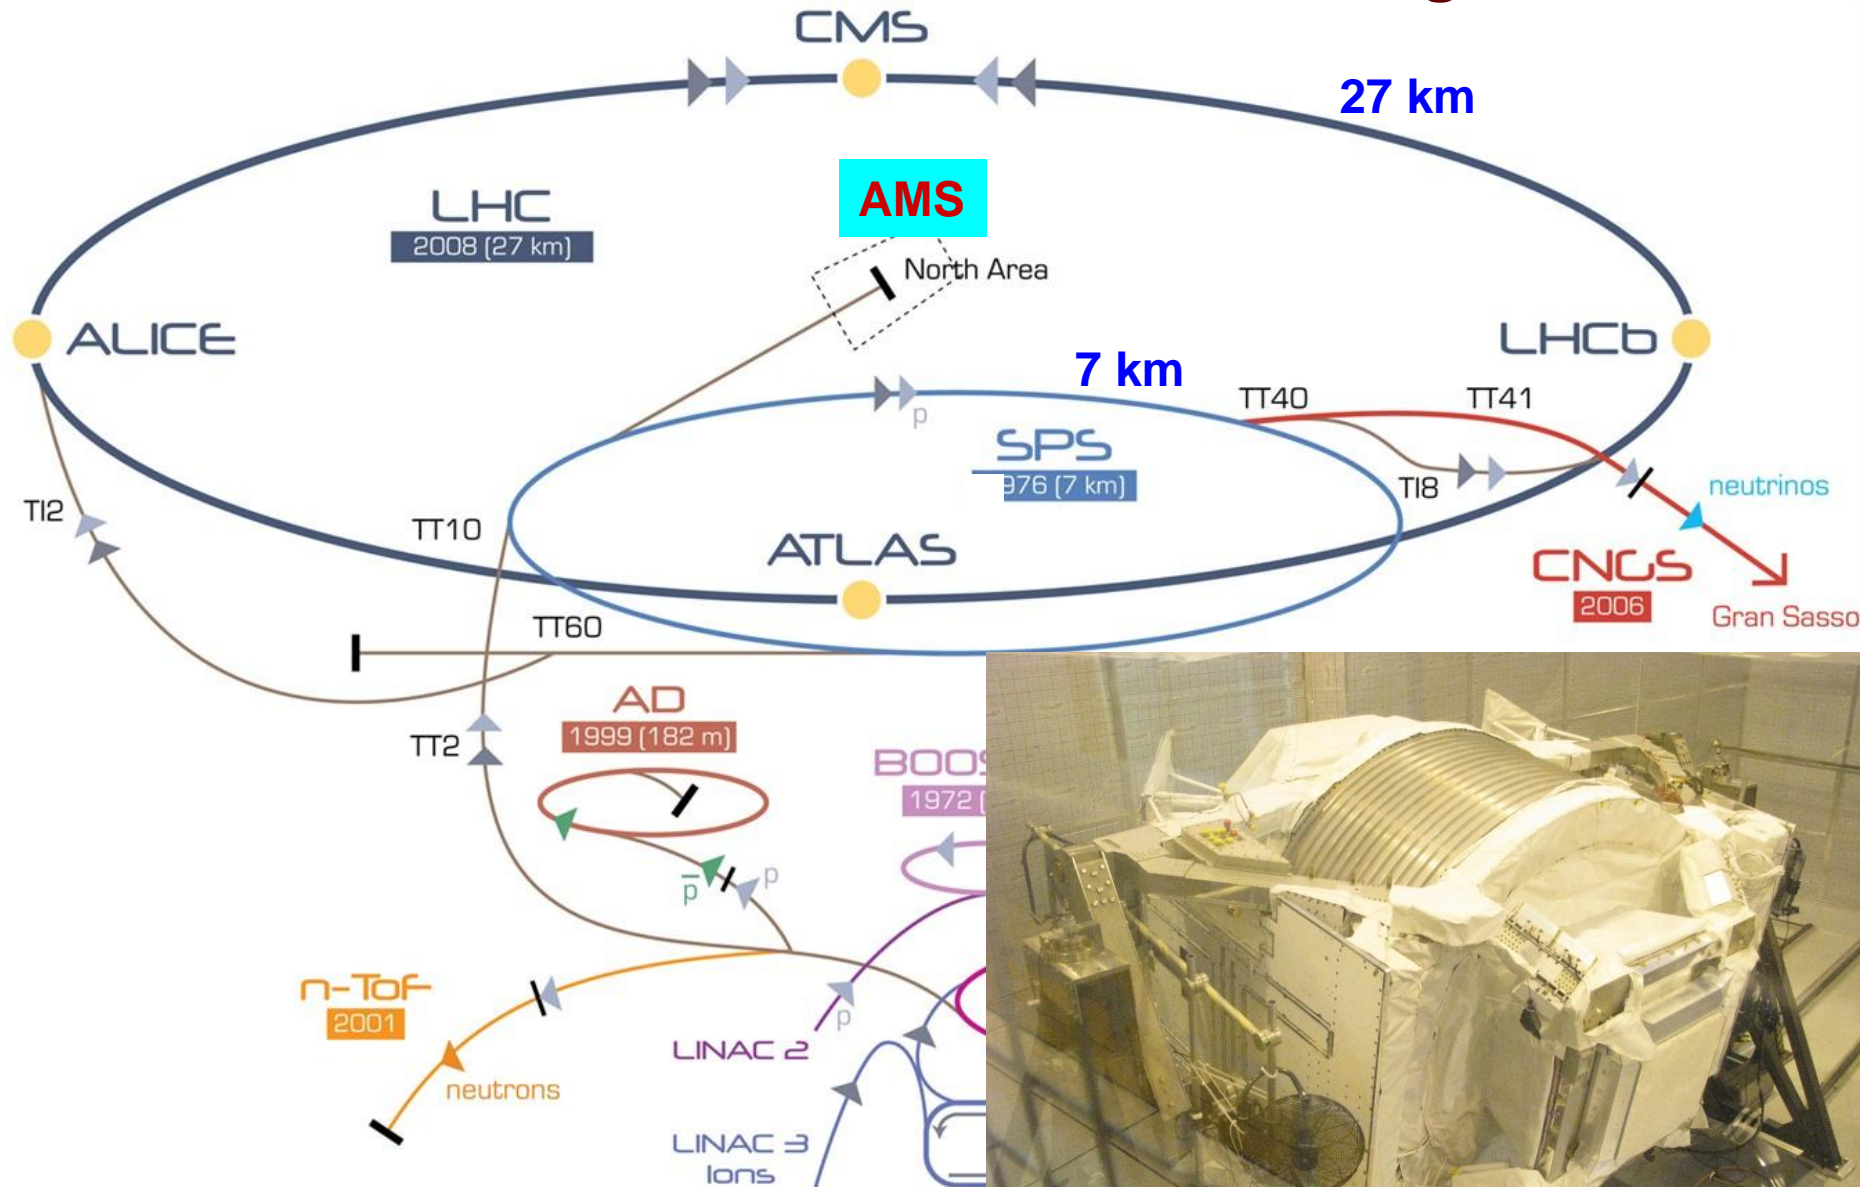 CMS
27 km
AMS
LHC
2008 (27 km)
North Area
ALICE
LHCb
7 km
TT40
TT41
p
SPS
976 (7 km)
TI8
neutrinos
TI2
TT10
ATLAS
CNGS
2006
Gran Sasso
TT60
AD
1999 (182 m)
TT2
BOO
1972 (
p
p
n-ToF
2001
p
LINAC 2
neutrons
LINAC 3
Ions